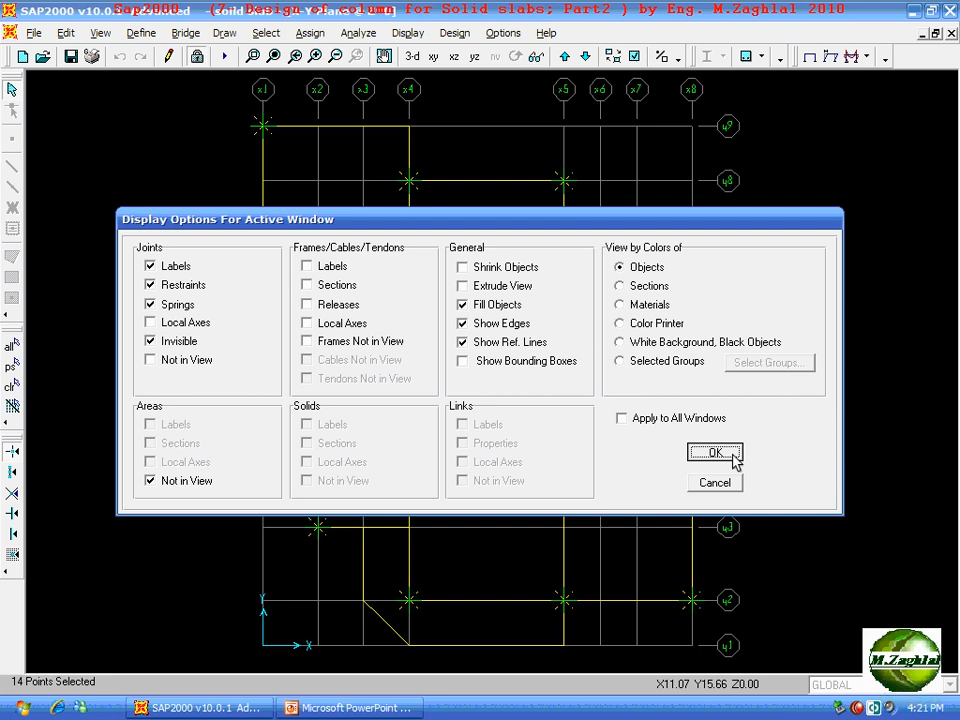 Sap2000 (7- Design of column for Solid slabs; Part2 ) by Eng. M.Zaghlal 2010
SAP2000 v10.0.1
File Edit View Define Bridge Draw Select Assign Analyze Display Design Options Help
3-d xy xz yz nv
x1 x2 x3 x4 x5 x6 x7 x8
y9
y8
Display Options For Active Window
Joints
Labels
Restraints
Springs
Local Axes
Invisible
Not in View
Frames/Cables/Tendons
Labels
Sections
Releases
Local Axes
Frames Not in View
Cables Not in View
Tendons Not in View
General
Shrink Objects
Extrude View
Fill Objects
Show Edges
Show Ref. Lines
Show Bounding Boxes
View by Colors of
Objects
Sections
Materials
Color Printer
White Background, Black Objects
Selected Groups
Select Groups...
Areas
Labels
Sections
Local Axes
Not in View
Solids
Labels
Sections
Local Axes
Not in View
Links
Labels
Properties
Local Axes
Not in View
Apply to All Windows
OK
Cancel
all
ps
clr
y3
y2
y1
Y
X
M.Zaghlal
14 Points Selected
X11.07 Y15.66 Z0.00
GLOBAL
SAP2000 v10.0.1 Ad...
Microsoft PowerPoint ...
4:21 PM